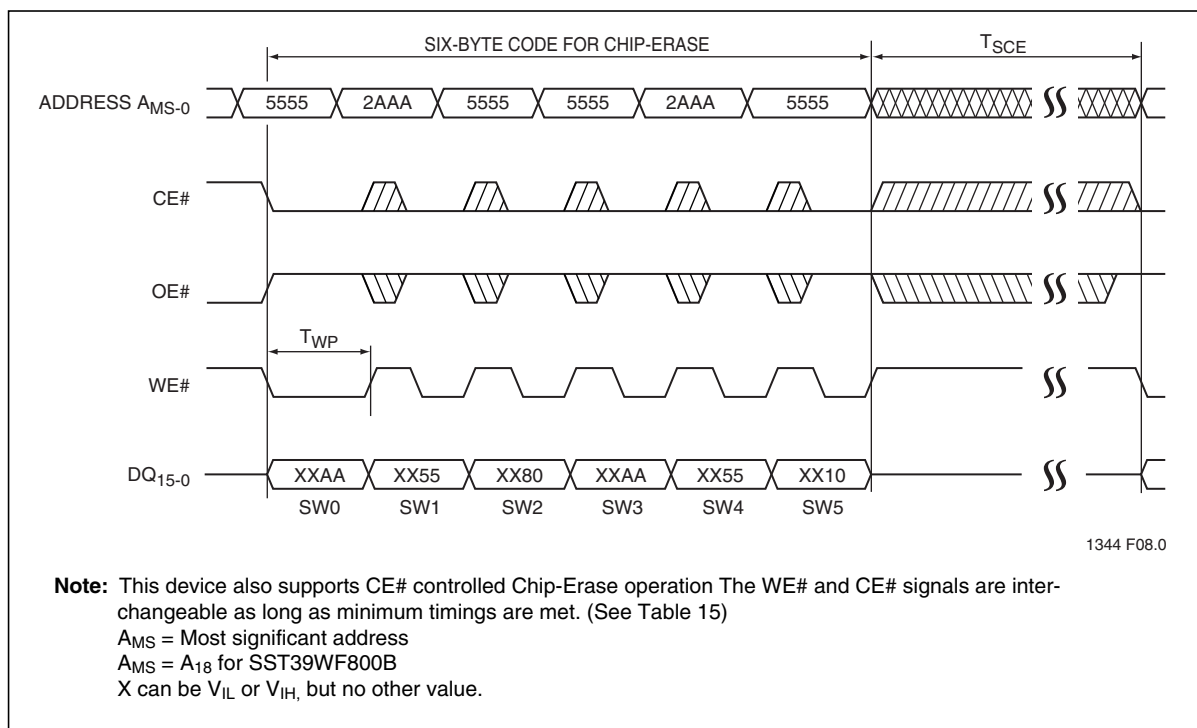 SIX-BYTE CODE FOR CHIP-ERASE TSCE
ADDRESS AMS-0 5555 2AAA 5555 5555 2AAA 5555
CE#
OE#
TWP
WE#
DQ15-0 XXAA XX55 XX80 XXAA XX55 XX10
SW0 SW1 SW2 SW3 SW4 SW5
1344 F08.0
Note: This device also supports CE# controlled Chip-Erase operation The WE# and CE# signals are inter-
changeable as long as minimum timings are met. (See Table 15)
AMS = Most significant address
AMS = A18 for SST39WF800B
X can be VIL or VIH, but no other value.